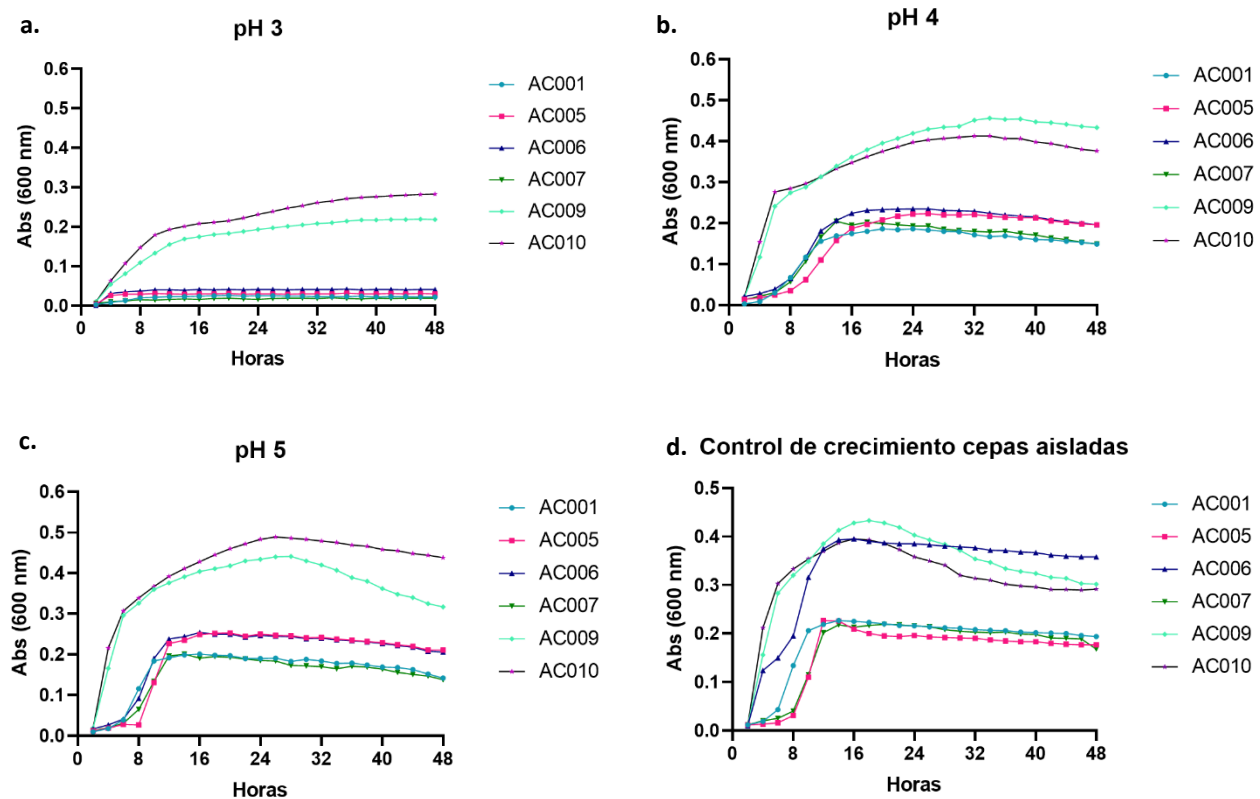 a.
pH 3
Abs (600 nm)
0.6
0.5
0.4
0.3
0.2
0.1
0.0
0 8 16 24 32 40 48
Horas
AC001
AC005
AC006
AC007
AC009
AC010
b.
pH 4
Abs (600 nm)
0.6
0.5
0.4
0.3
0.2
0.1
0.0
0 8 16 24 32 40 48
Horas
AC001
AC005
AC006
AC007
AC009
AC010
c.
pH 5
Abs (600 nm)
0.6
0.5
0.4
0.3
0.2
0.1
0.0
0 8 16 24 32 40 48
Horas
AC001
AC005
AC006
AC007
AC009
AC010
d. Control de crecimiento cepas aisladas
Abs (600 nm)
0.5
0.4
0.3
0.2
0.1
0.0
0 8 16 24 32 40 48
Horas
AC001
AC005
AC006
AC007
AC009
AC010